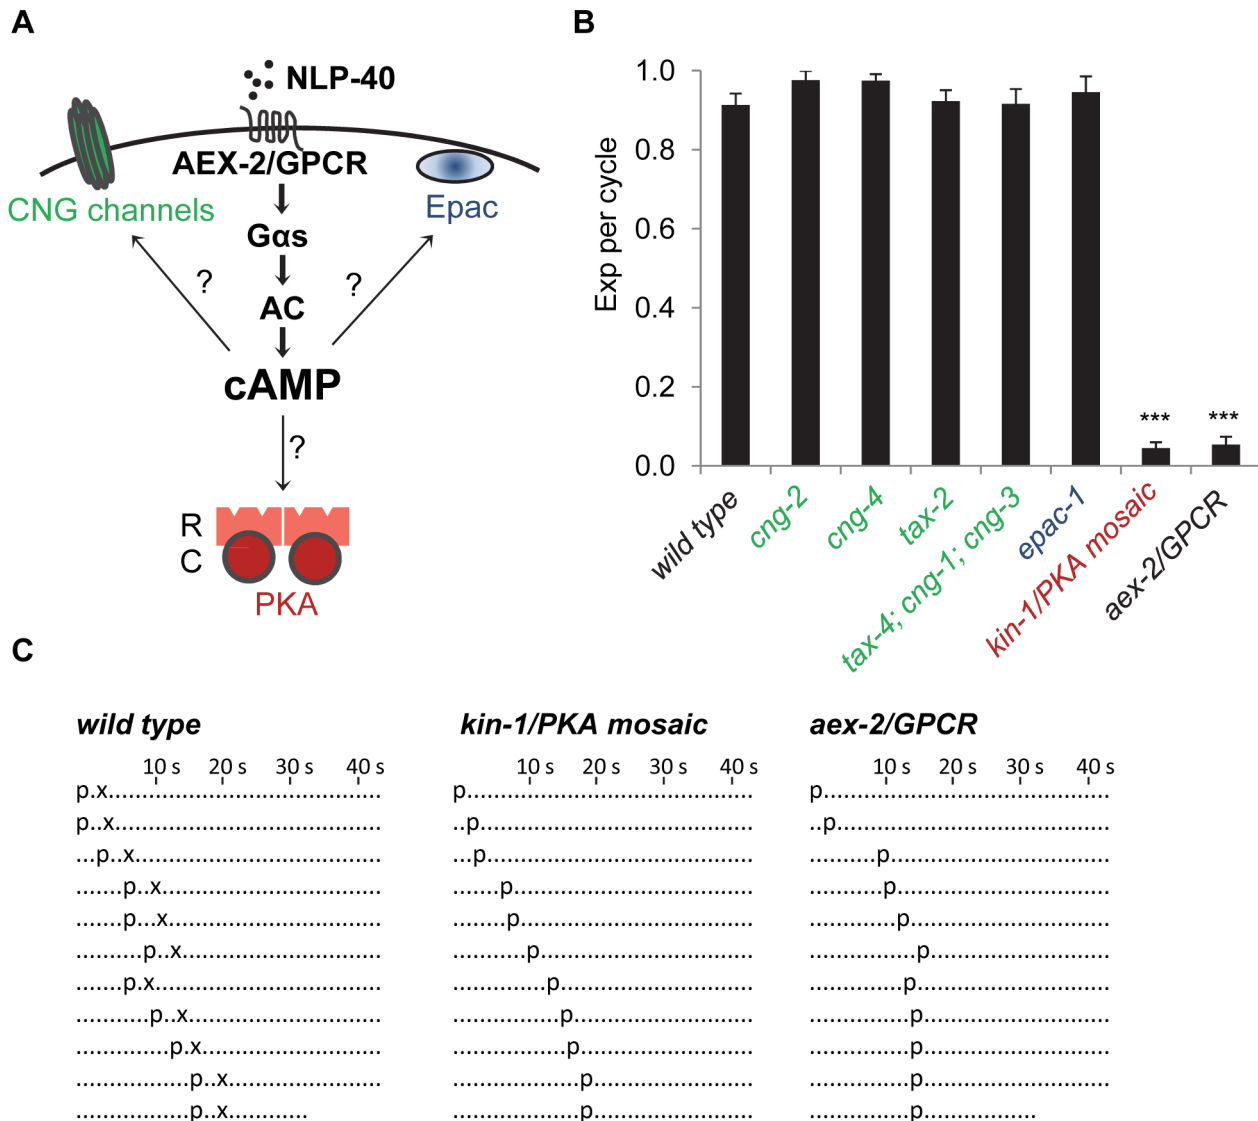 A
NLP-40
AEX-2/GPCR
CNG channels
Epac
Gαs
? ?
AC
cAMP
?
R
C
PKA
B
Exp per cycle
1.0
0.8
0.6
0.4
0.2
0.0
*** ***
wild type
cng-2
cng-4
tax-2
tax-4; cng-1; cng-3
epac-1
kin-1/PKA mosaic
aex-2/GPCR
C
wild type
10 s 20 s 30 s 40 s
p.x........................................
p..x.......................................
...p..x....................................
.......p..x................................
.......p...x...............................
..........p..x.............................
.......p.x.................................
...........p..x............................
..............p.x..........................
.................p..x......................
.................p..x............
kin-1/PKA mosaic
10 s 20 s 30 s 40 s
p..........................................
..p........................................
...p.......................................
.......p...................................
........p..................................
...........p...............................
..............p............................
................p..........................
.................p.........................
...................p.......................
...................p.......................
aex-2/GPCR
10 s 20 s 30 s 40 s
p..........................................
..p........................................
..........p................................
...........p...............................
.............p.............................
................p..........................
..............p............................
...............p...........................
...............p...........................
...............p...........................
...............p................